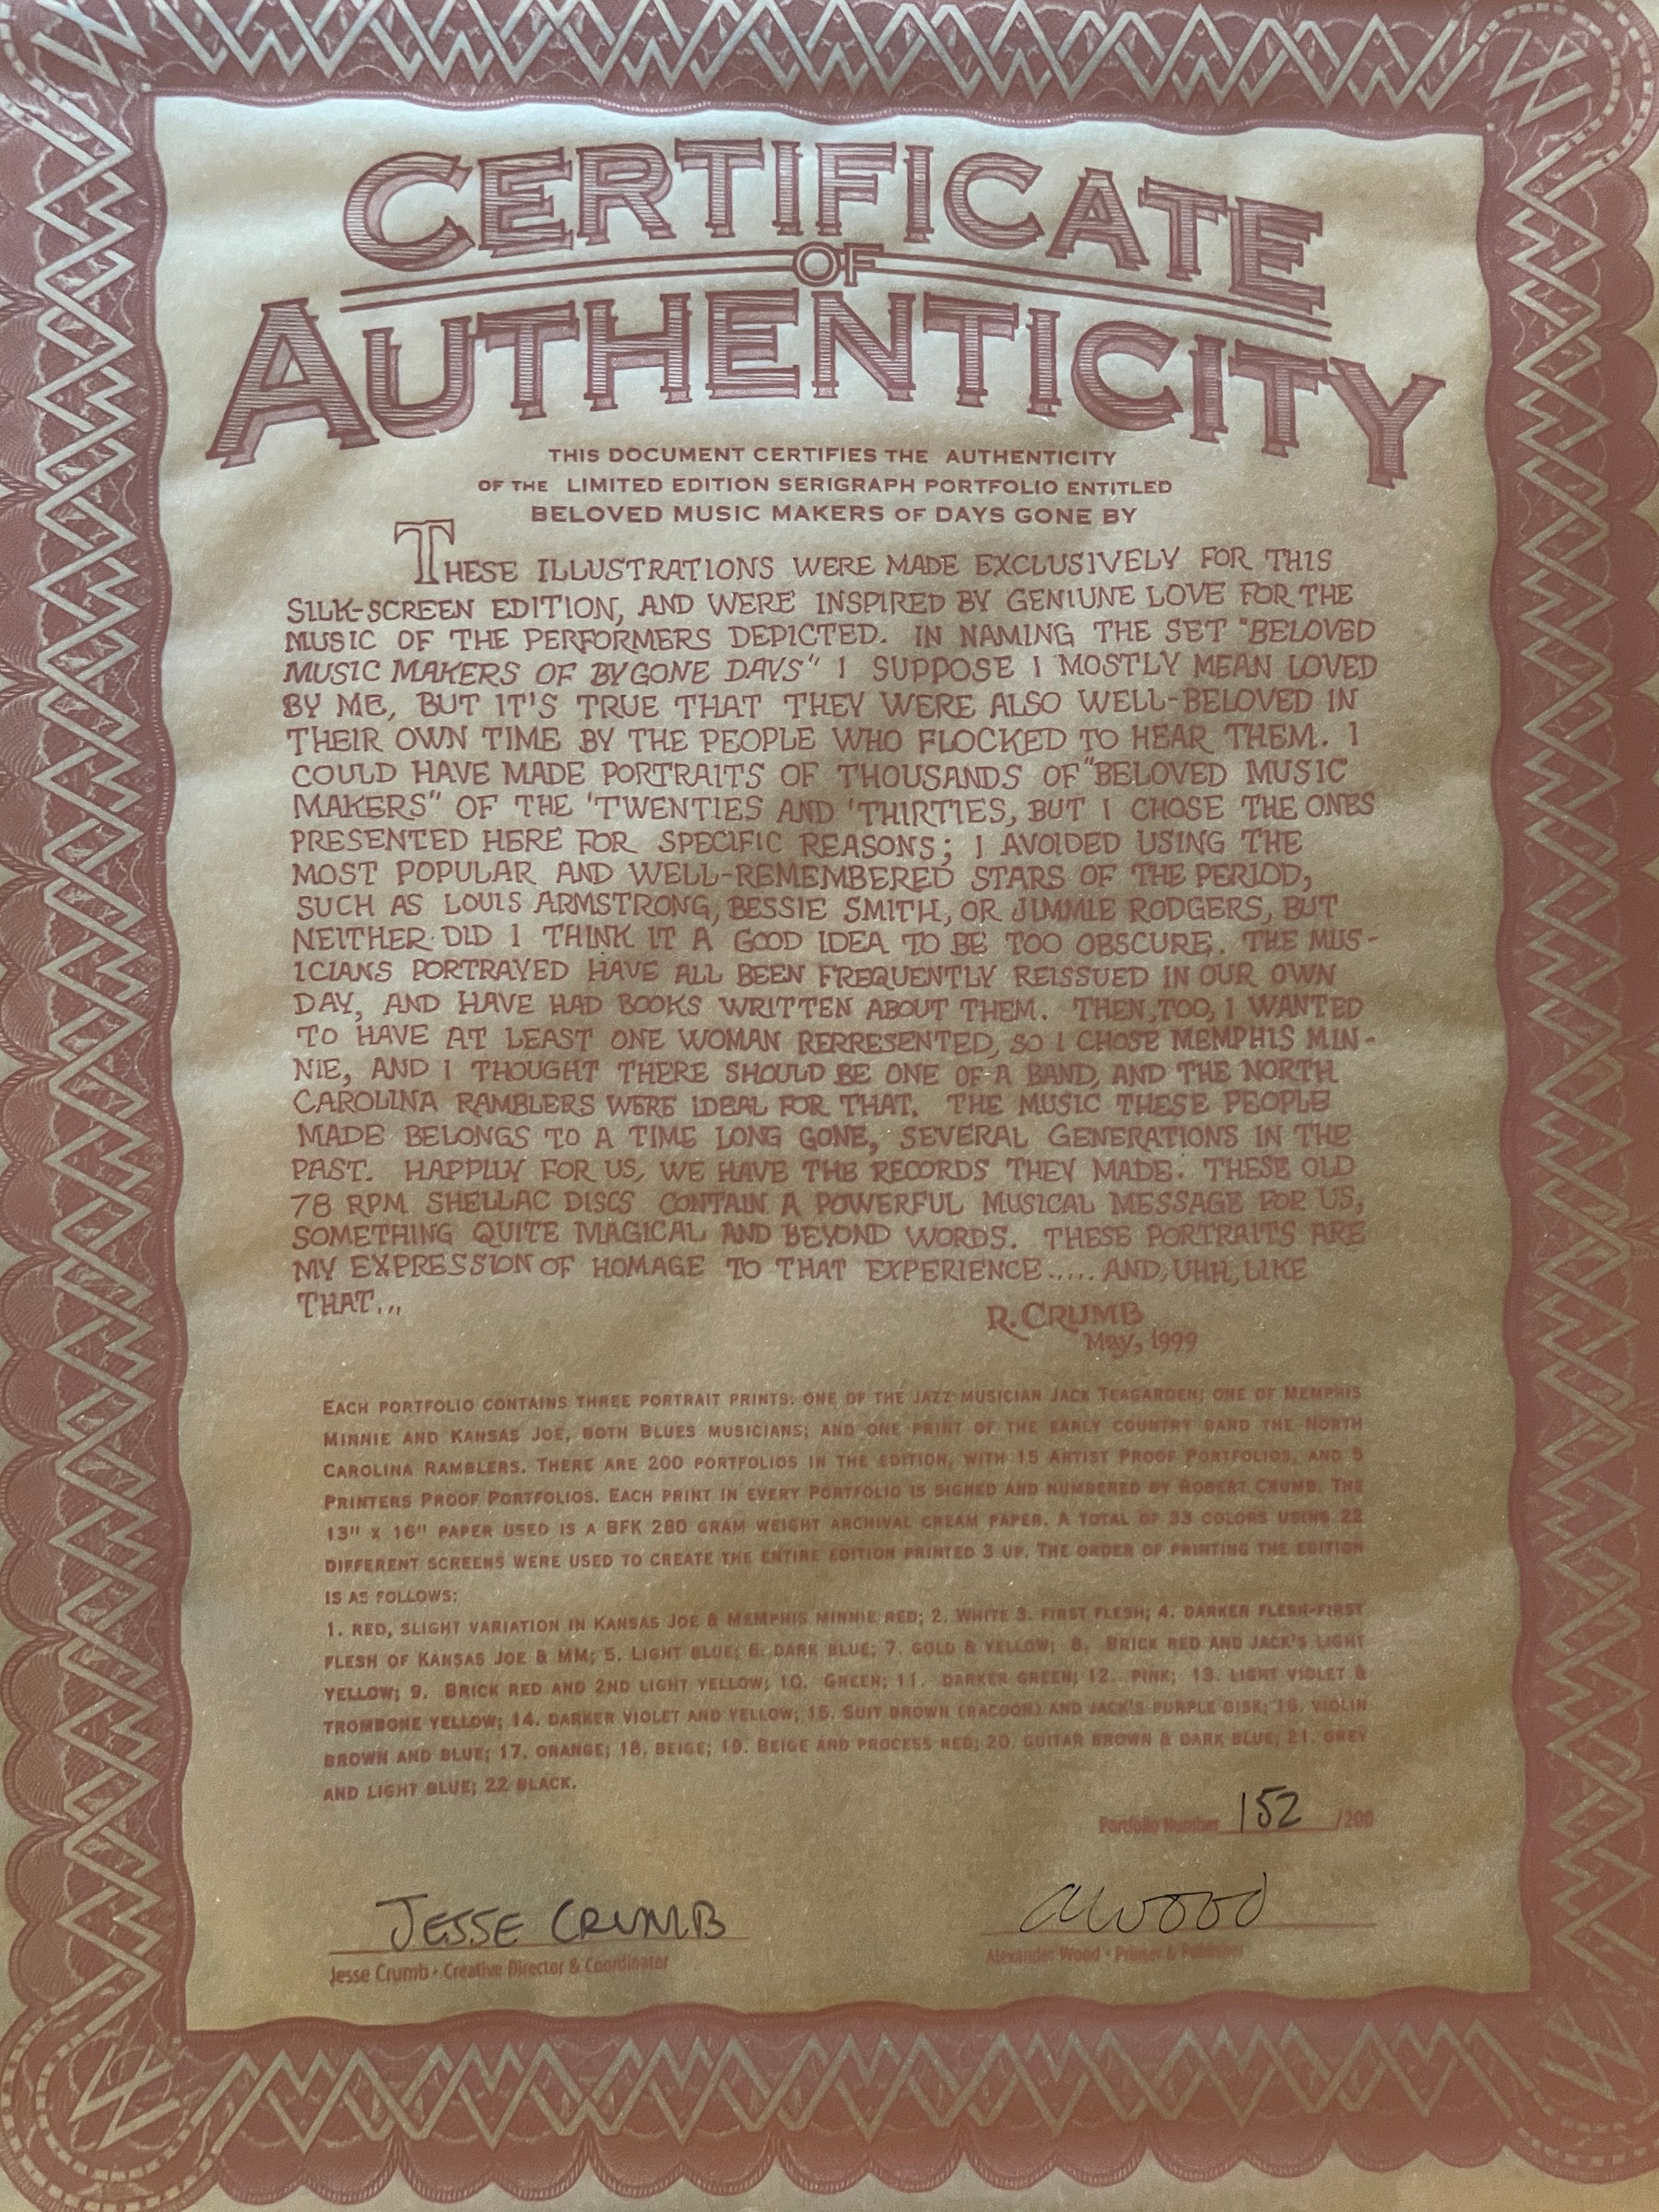 CERTIFICATE
OF
AUTHENTICITY
THIS DOCUMENT CERTIFIES THE AUTHENTICITY
OF THE LIMITED EDITION SERIGRAPH PORTFOLIO ENTITLED
BELOVED MUSIC MAKERS OF DAYS GONE BY
THESE ILLUSTRATIONS WERE MADE EXCLUSIVELY FOR THIS
SILK-SCREEN EDITION, AND WERE INSPIRED BY GENIUNE LOVE FOR THE
MUSIC OF THE PERFORMERS DEPICTED. IN NAMING THE SET "BELOVED
MUSIC MAKERS OF BYGONE DAYS" I SUPPOSE I MOSTLY MEAN LOVED
BY ME, BUT IT'S TRUE THAT THEY WERE ALSO WELL-BELOVED IN
THEIR OWN TIME BY THE PEOPLE WHO FLOCKED TO HEAR THEM. I
COULD HAVE MADE PORTRAITS OF THOUSANDS OF "BELOVED MUSIC
MAKERS" OF THE 'TWENTIES AND 'THIRTIES, BUT I CHOSE THE ONES
PRESENTED HERE FOR SPECIFIC REASONS; I AVOIDED USING THE
MOST POPULAR AND WELL-REMEMBERED STARS OF THE PERIOD,
SUCH AS LOUIS ARMSTRONG, BESSIE SMITH, OR JIMMIE RODGERS, BUT
NEITHER DID I THINK IT A GOOD IDEA TO BE TOO OBSCURE. THE MUS-
ICIANS PORTRAYED HAVE ALL BEEN FREQUENTLY REISSUED IN OUR OWN
DAY, AND HAVE HAD BOOKS WRITTEN ABOUT THEM. THEN, TOO, I WANTED
TO HAVE AT LEAST ONE WOMAN RERRESENTED, SO I CHOSE MEMPHIS MIN-
NIE, AND I THOUGHT THERE SHOULD BE ONE OF A BAND, AND THE NORTH
CAROLINA RAMBLERS WERE IDEAL FOR THAT. THE MUSIC THESE PEOPLE
MADE BELONGS TO A TIME LONG GONE, SEVERAL GENERATIONS IN THE
PAST. HAPPILY FOR US, WE HAVE THE RECORDS THEY MADE. THESE OLD
78 RPM SHELLAC DISCS CONTAIN A POWERFUL MUSICAL MESSAGE FOR US,
SOMETHING QUITE MAGICAL AND BEYOND WORDS. THESE PORTRAITS ARE
MY EXPRESSION OF HOMAGE TO THAT EXPERIENCE..... AND, UHH, LIKE
THAT...
R. CRUMB
May, 1999
EACH PORTFOLIO CONTAINS THREE PORTRAIT PRINTS: ONE OF THE JAZZ MUSICIAN JACK TEAGARDEN; ONE OF MEMPHIS
MINNIE AND KANSAS JOE, BOTH BLUES MUSICIANS; AND ONE PRINT OF THE EARLY COUNTRY BAND THE NORTH
CAROLINA RAMBLERS. THERE ARE 200 PORTFOLIOS IN THE EDITION, WITH 15 ARTIST PROOF PORTFOLIOS, AND 5
PRINTERS PROOF PORTFOLIOS. EACH PRINT IN EVERY PORTFOLIO IS SIGNED AND NUMBERED BY ROBERT CRUMB. THE
13" X 16" PAPER USED IS A BFK 280 GRAM WEIGHT ARCHIVAL CREAM PAPER. A TOTAL OF 33 COLORS USING 22
DIFFERENT SCREENS WERE USED TO CREATE THE ENTIRE EDITION PRINTED 3 UP. THE ORDER OF PRINTING THE EDITION
IS AS FOLLOWS:
1. RED, SLIGHT VARIATION IN KANSAS JOE & MEMPHIS MINNIE RED; 2. WHITE 3. FIRST FLESH; 4. DARKER FLESH-FIRST
FLESH OF KANSAS JOE & MM; 5. LIGHT BLUE; 6. DARK BLUE; 7. GOLD & YELLOW; 8. BRICK RED AND JACK'S LIGHT
YELLOW; 9. BRICK RED AND 2ND LIGHT YELLOW; 10. GREEN; 11. DARKER GREEN; 12. PINK; 13. LIGHT VIOLET &
TROMBONE YELLOW; 14. DARKER VIOLET AND YELLOW; 15. SUIT BROWN (RACOON) AND JACK'S PURPLE DISK; 16. VIOLIN
BROWN AND BLUE; 17. ORANGE; 18. BEIGE; 19. BEIGE AND PROCESS RED; 20. GUITAR BROWN & DARK BLUE; 21. GREY
AND LIGHT BLUE; 22 BLACK.
Portfolio Number 152 /200
JESSE CRUMB
awood
Jesse Crumb • Creative Director & Coordinator
Alexander Wood • Printer & Publisher